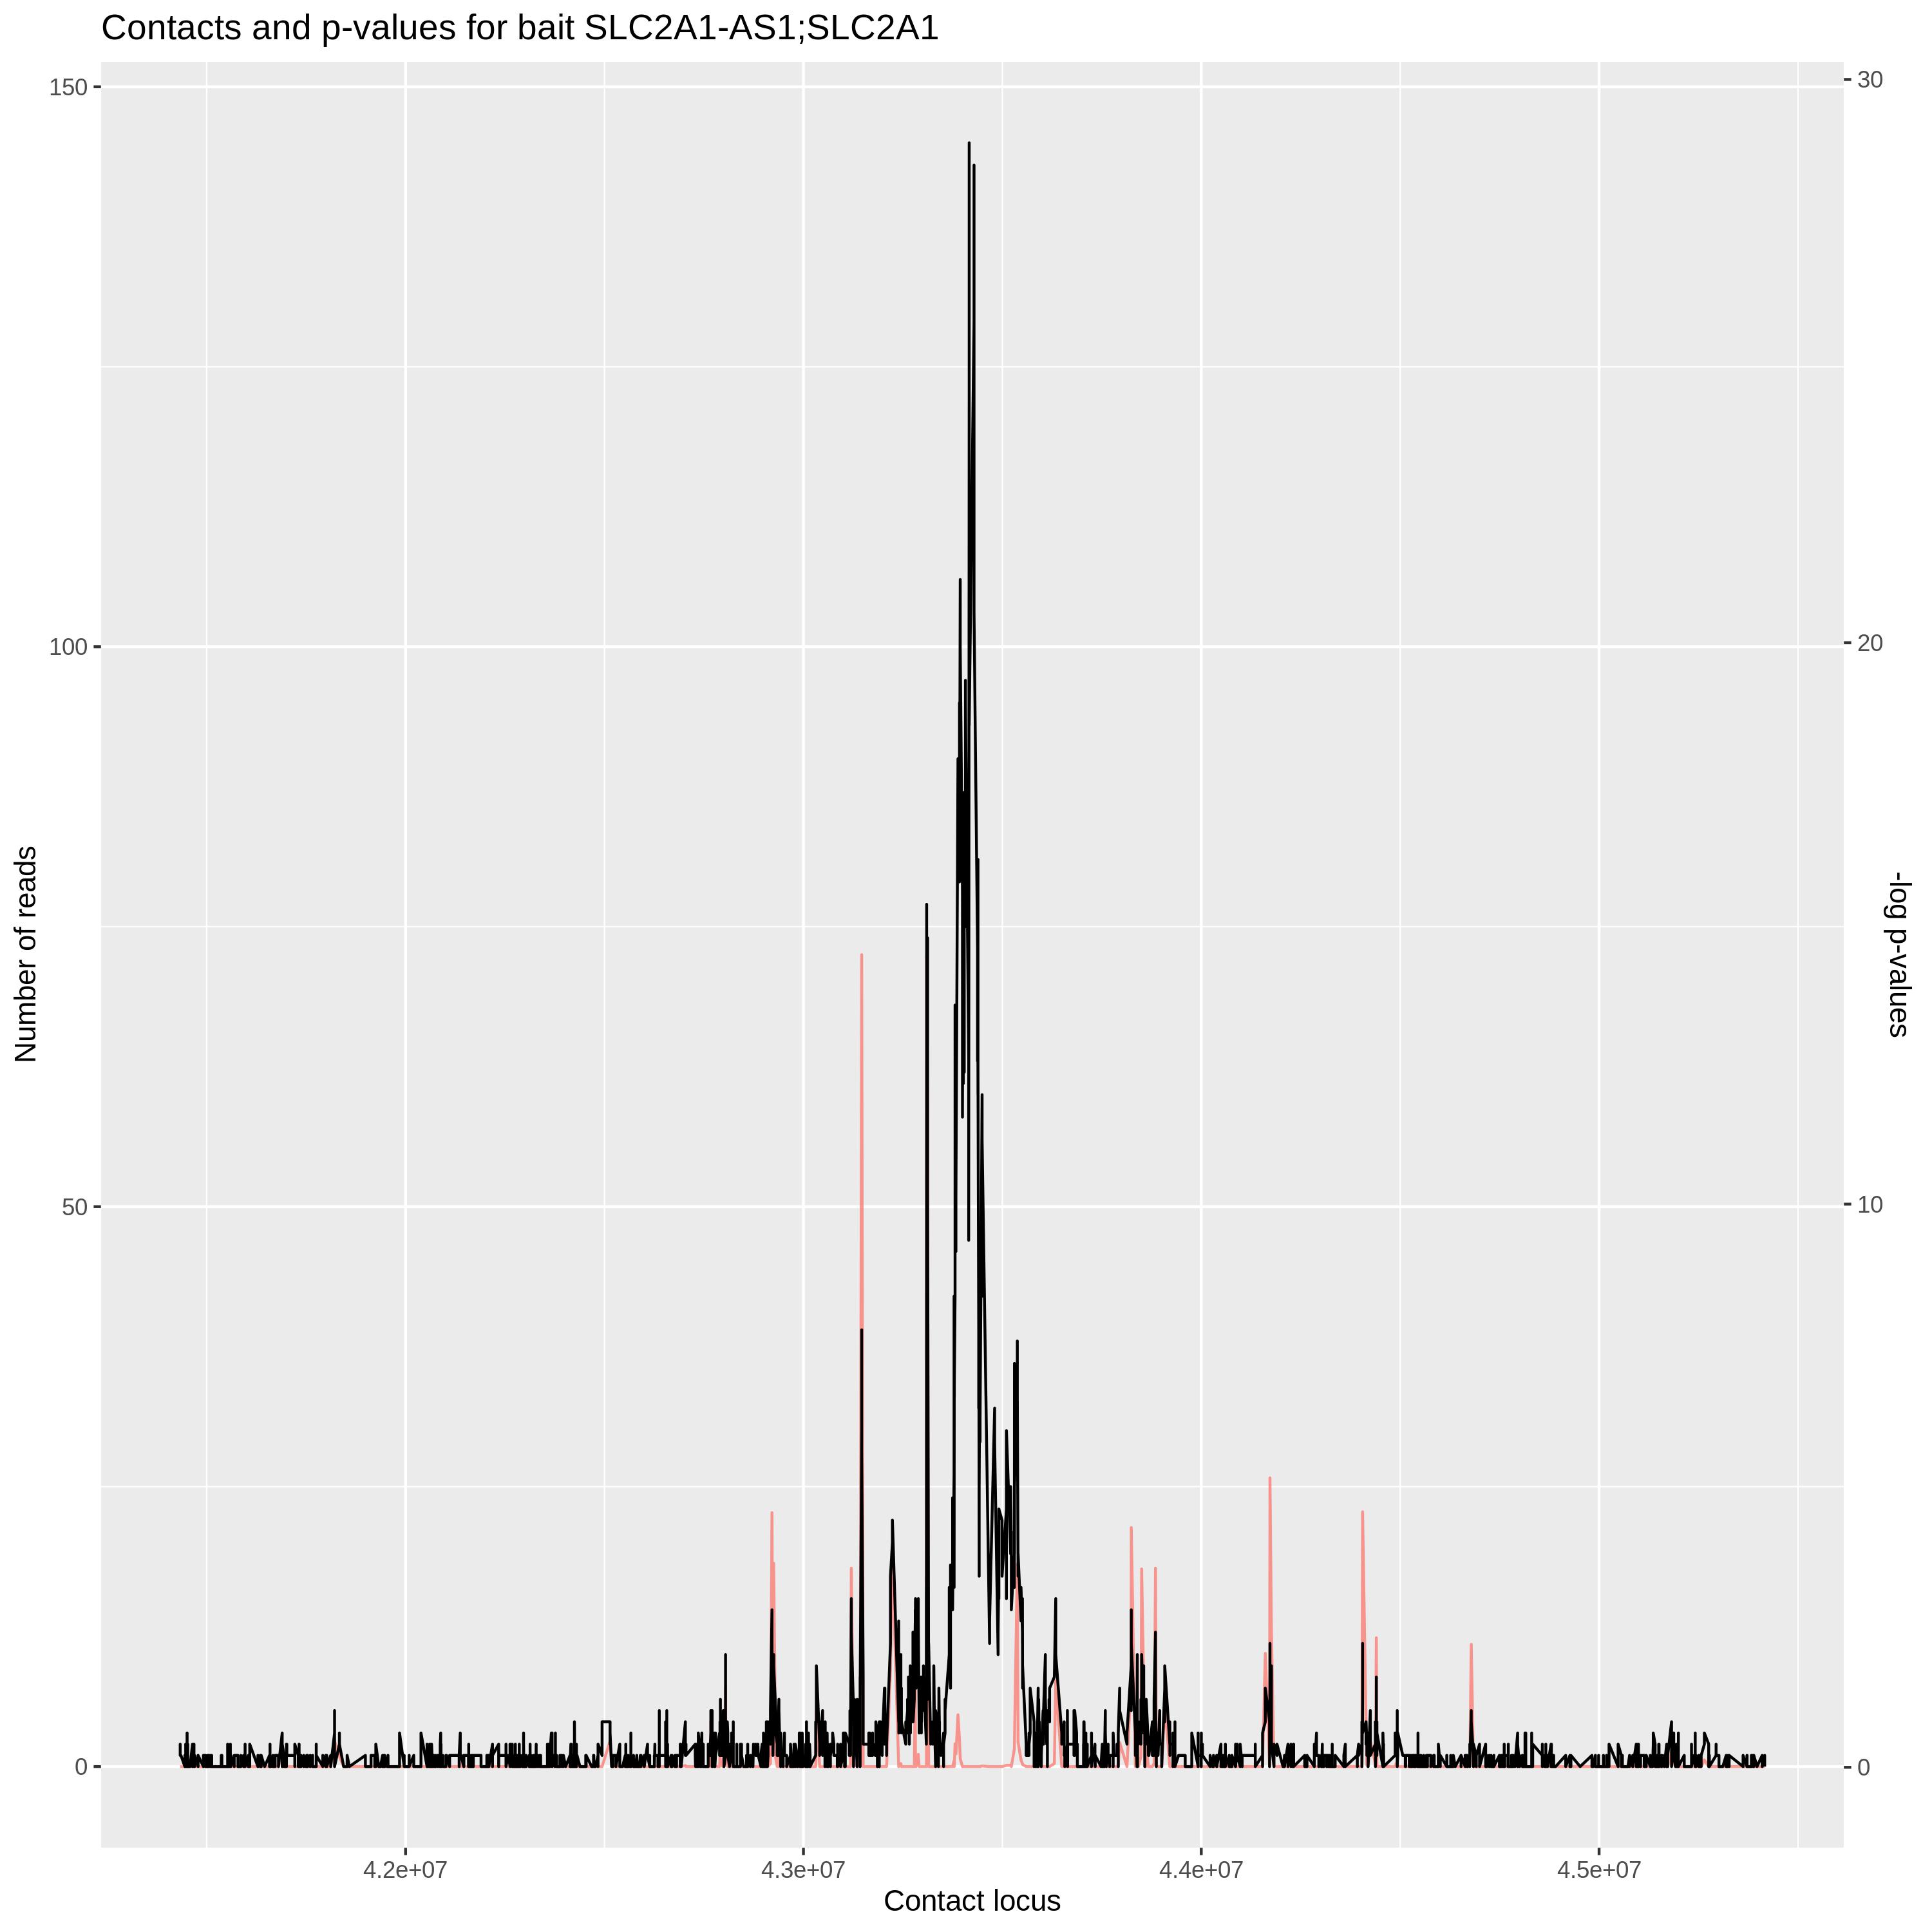 Contacts and p-values for bait SLC2A1-AS1;SLC2A1
150
100
50
0
Number of reads
30
20
10
0
-log p-values
4.2e+07
4.3e+07
4.4e+07
4.5e+07
Contact locus